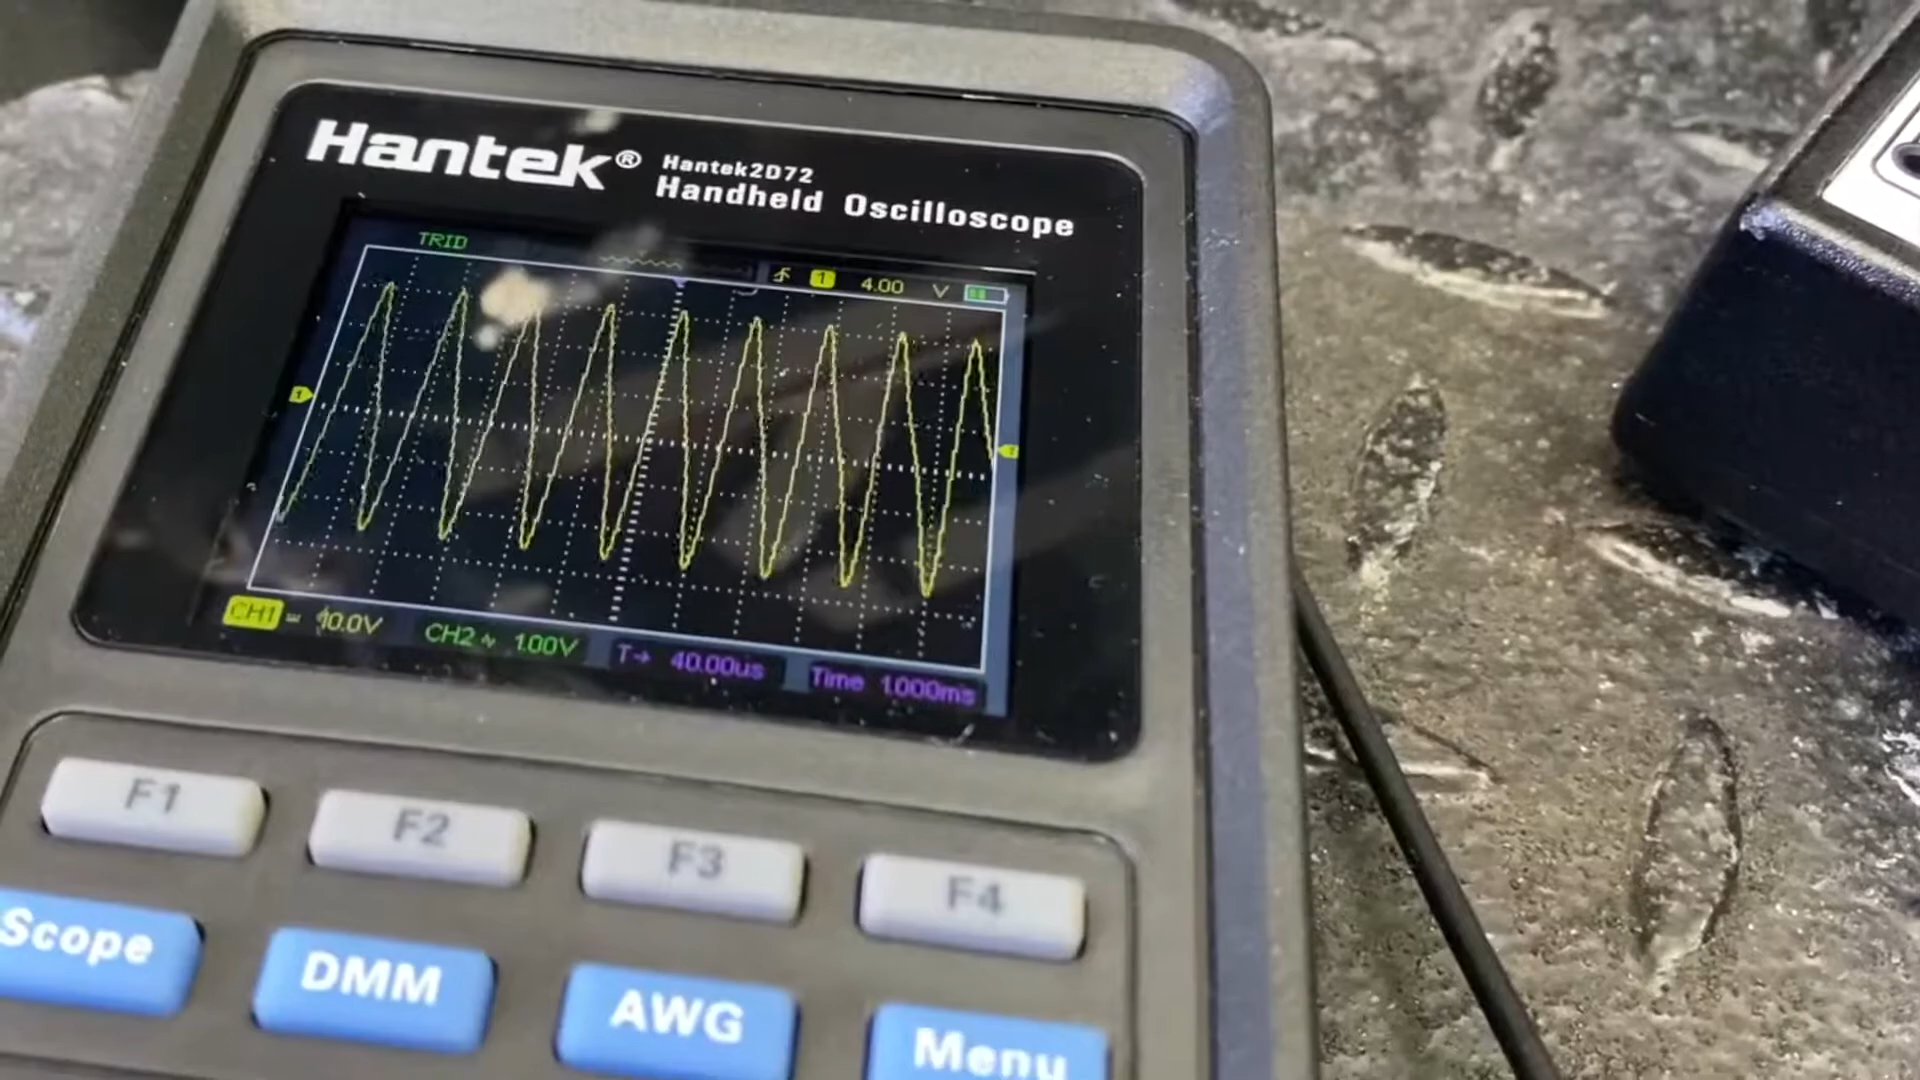 Hantek®
Hantek2D72
Handheld Oscilloscope
TRID
1 4.00 V
1
CH1 10.0V CH2 1.00V T→ 40.00us Time 1.000ms
F1 F2 F3 F4
Scope DMM AWG Menu